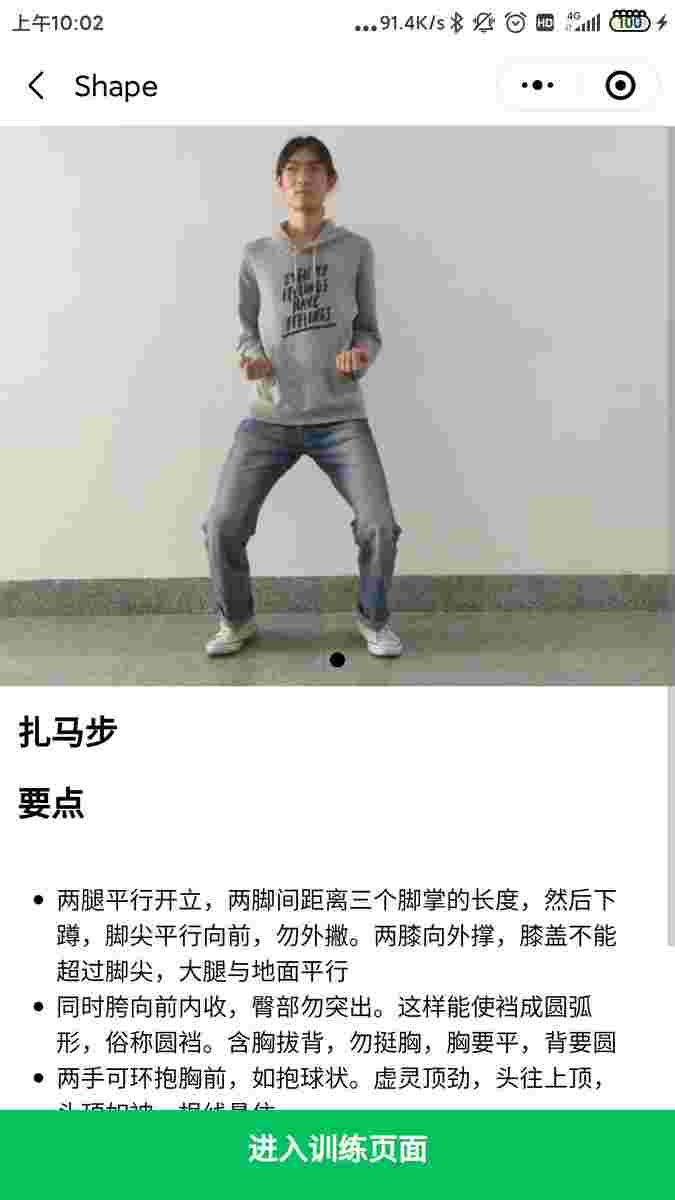 上午10:02
...91.4K/s
HD
4G
100
Shape
EVEN MY
FEELINGS
HAVE
FEELINGS
扎马步
要点
两腿平行开立，两脚间距离三个脚掌的长度，然后下
蹲，脚尖平行向前，勿外撇。两膝向外撑，膝盖不能
超过脚尖，大腿与地面平行
同时胯向前内收，臀部勿突出。这样能使裆成圆弧
形，俗称圆裆。含胸拔背，勿挺胸，胸要平，背要圆
两手可环抱胸前，如抱球状。虚灵顶劲，头往上顶，
进入训练页面